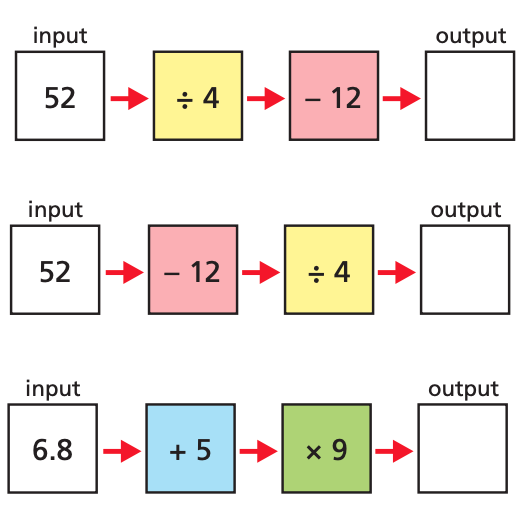 input output
52 ÷ 4 – 12
input output
52 – 12 ÷ 4
input output
6.8 + 5 × 9